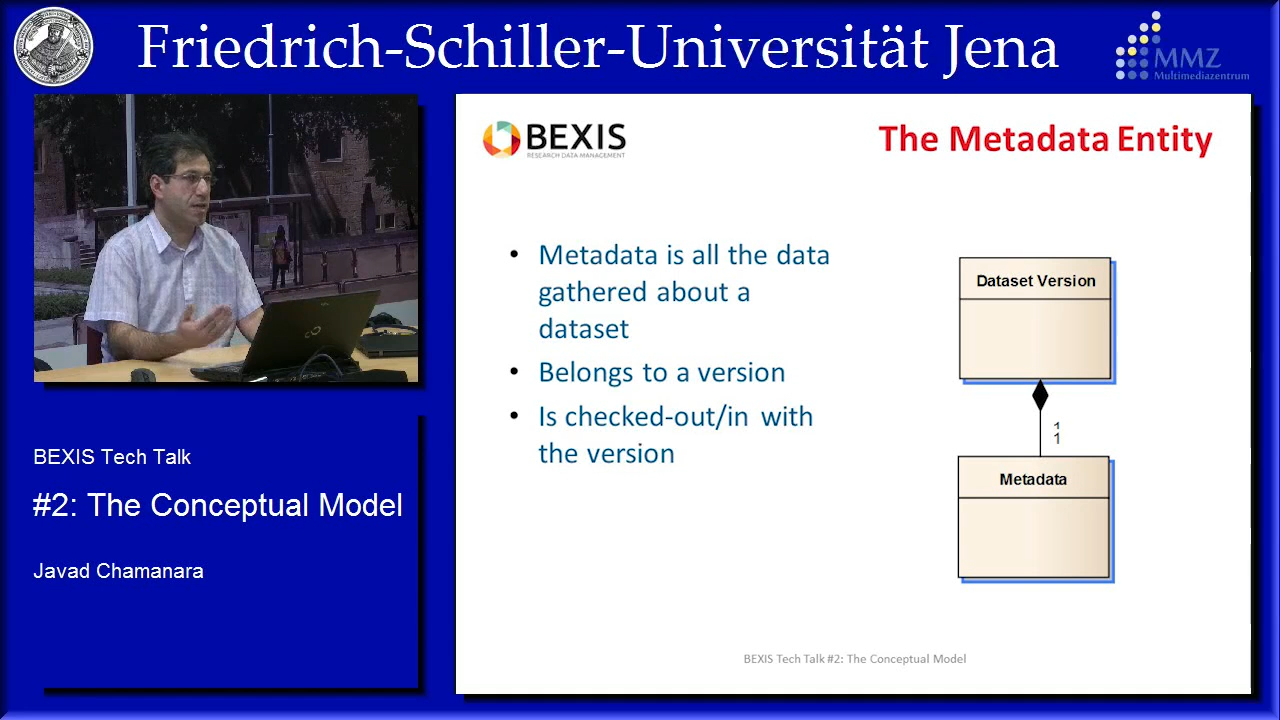 Friedrich-Schiller-Universität Jena
MMZ
Multimediazentrum
BEXIS
RESEARCH DATA MANAGEMENT
The Metadata Entity
• Metadata is all the data
gathered about a
dataset
• Belongs to a version
• Is checked-out/in with
the version
Dataset Version
1
1
Metadata
BEXIS Tech Talk #2: The Conceptual Model
BEXIS Tech Talk
#2: The Conceptual Model
Javad Chamanara